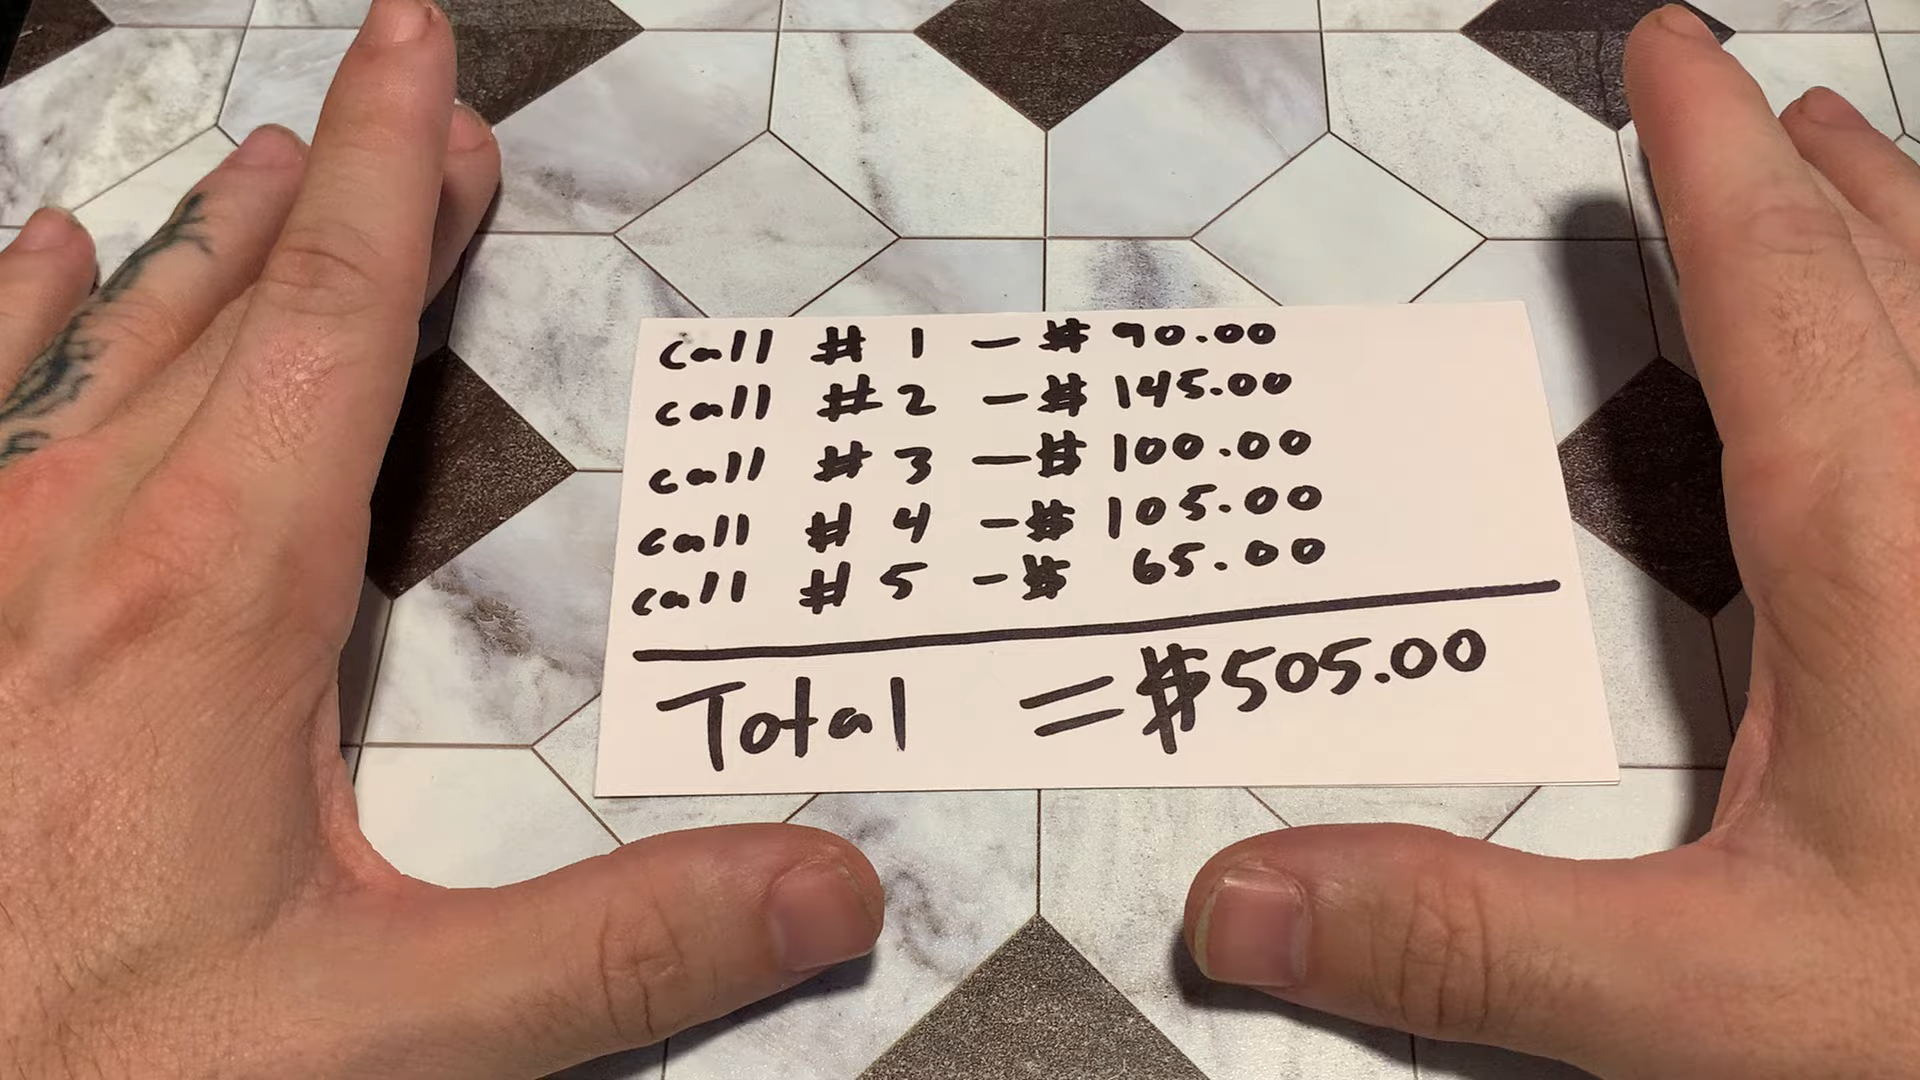 call # 1 - $ 90.00
call # 2 - $ 145.00
call # 3 - $ 100.00
call # 4 - $ 105.00
call # 5 - $ 65.00
Total = $505.00